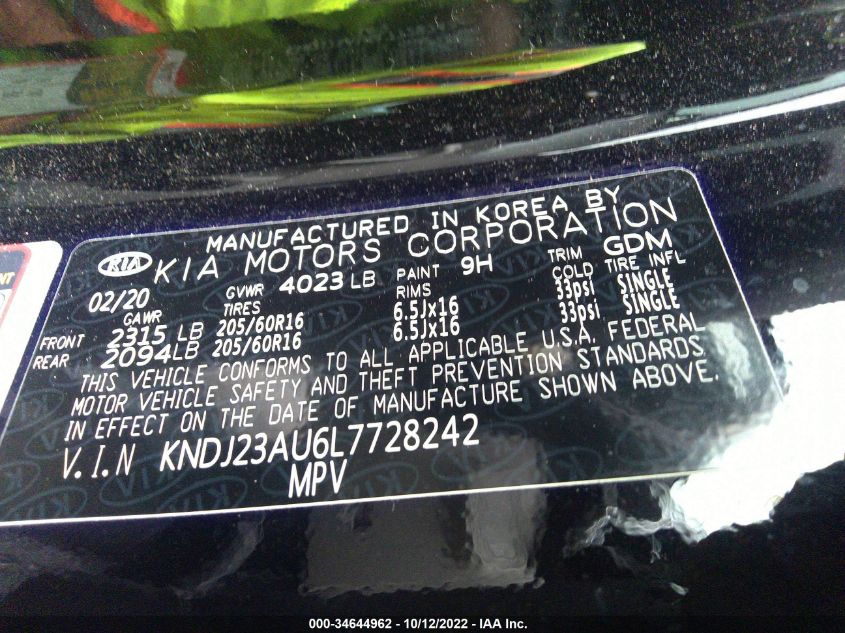 MANUFACTURED IN KOREA BY
KIA KIA MOTORS CORPORATION
02/20 GVWR 4023 LB PAINT 9H TRIM GDM
GAWR TIRES RIMS COLD TIRE INFL
FRONT 2315 LB 205/60R16 6.5Jx16 33psi SINGLE
REAR 2094 LB 205/60R16 6.5Jx16 33psi SINGLE
THIS VEHICLE CONFORMS TO ALL APPLICABLE U.S.A. FEDERAL
MOTOR VEHICLE SAFETY AND THEFT PREVENTION STANDARDS
IN EFFECT ON THE DATE OF MANUFACTURE SHOWN ABOVE.
V.I.N KNDJ23AU6L7728242
MPV
000-34644962 - 10/12/2022 - IAA Inc.